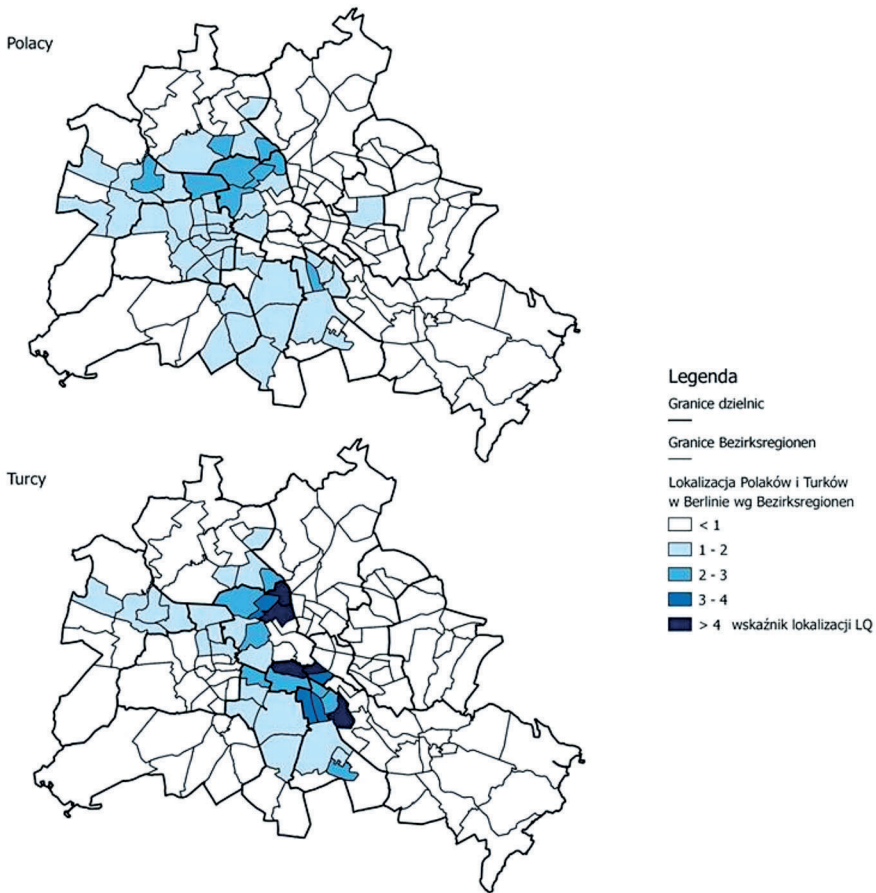 Polacy
Legenda
Granice dzielnic
Granice Bezirksregionen
Turcy
Lokalizacja Polaków i Turków
w Berlinie wg Bezirksregionen
< 1
1 - 2
2 - 3
3 - 4
> 4 wskaźnik lokalizacji LQ